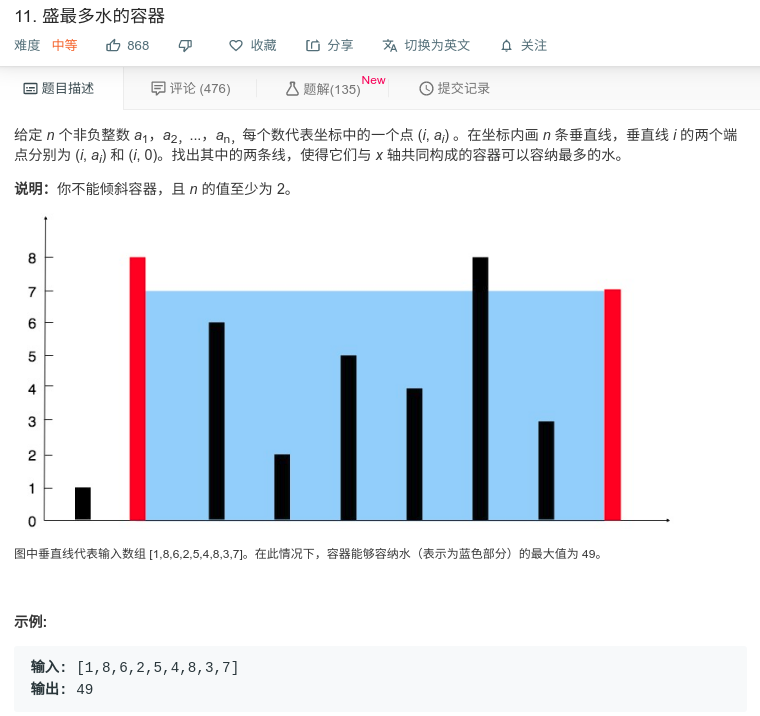 11. 盛最多水的容器
难度 中等 868 收藏 分享 切换为英文 关注
题目描述 评论 (476) 题解(135) New 提交记录
给定 n 个非负整数 a1，a2，...，an，每个数代表坐标中的一个点 (i, ai) 。在坐标内画 n 条垂直线，垂直线 i 的两个端
点分别为 (i, ai) 和 (i, 0)。找出其中的两条线，使得它们与 x 轴共同构成的容器可以容纳最多的水。
说明：你不能倾斜容器，且 n 的值至少为 2。
8
7
6
5
4
3
2
1
0
图中垂直线代表输入数组 [1,8,6,2,5,4,8,3,7]。在此情况下，容器能够容纳水（表示为蓝色部分）的最大值为 49。
示例:
输入: [1,8,6,2,5,4,8,3,7]
输出: 49